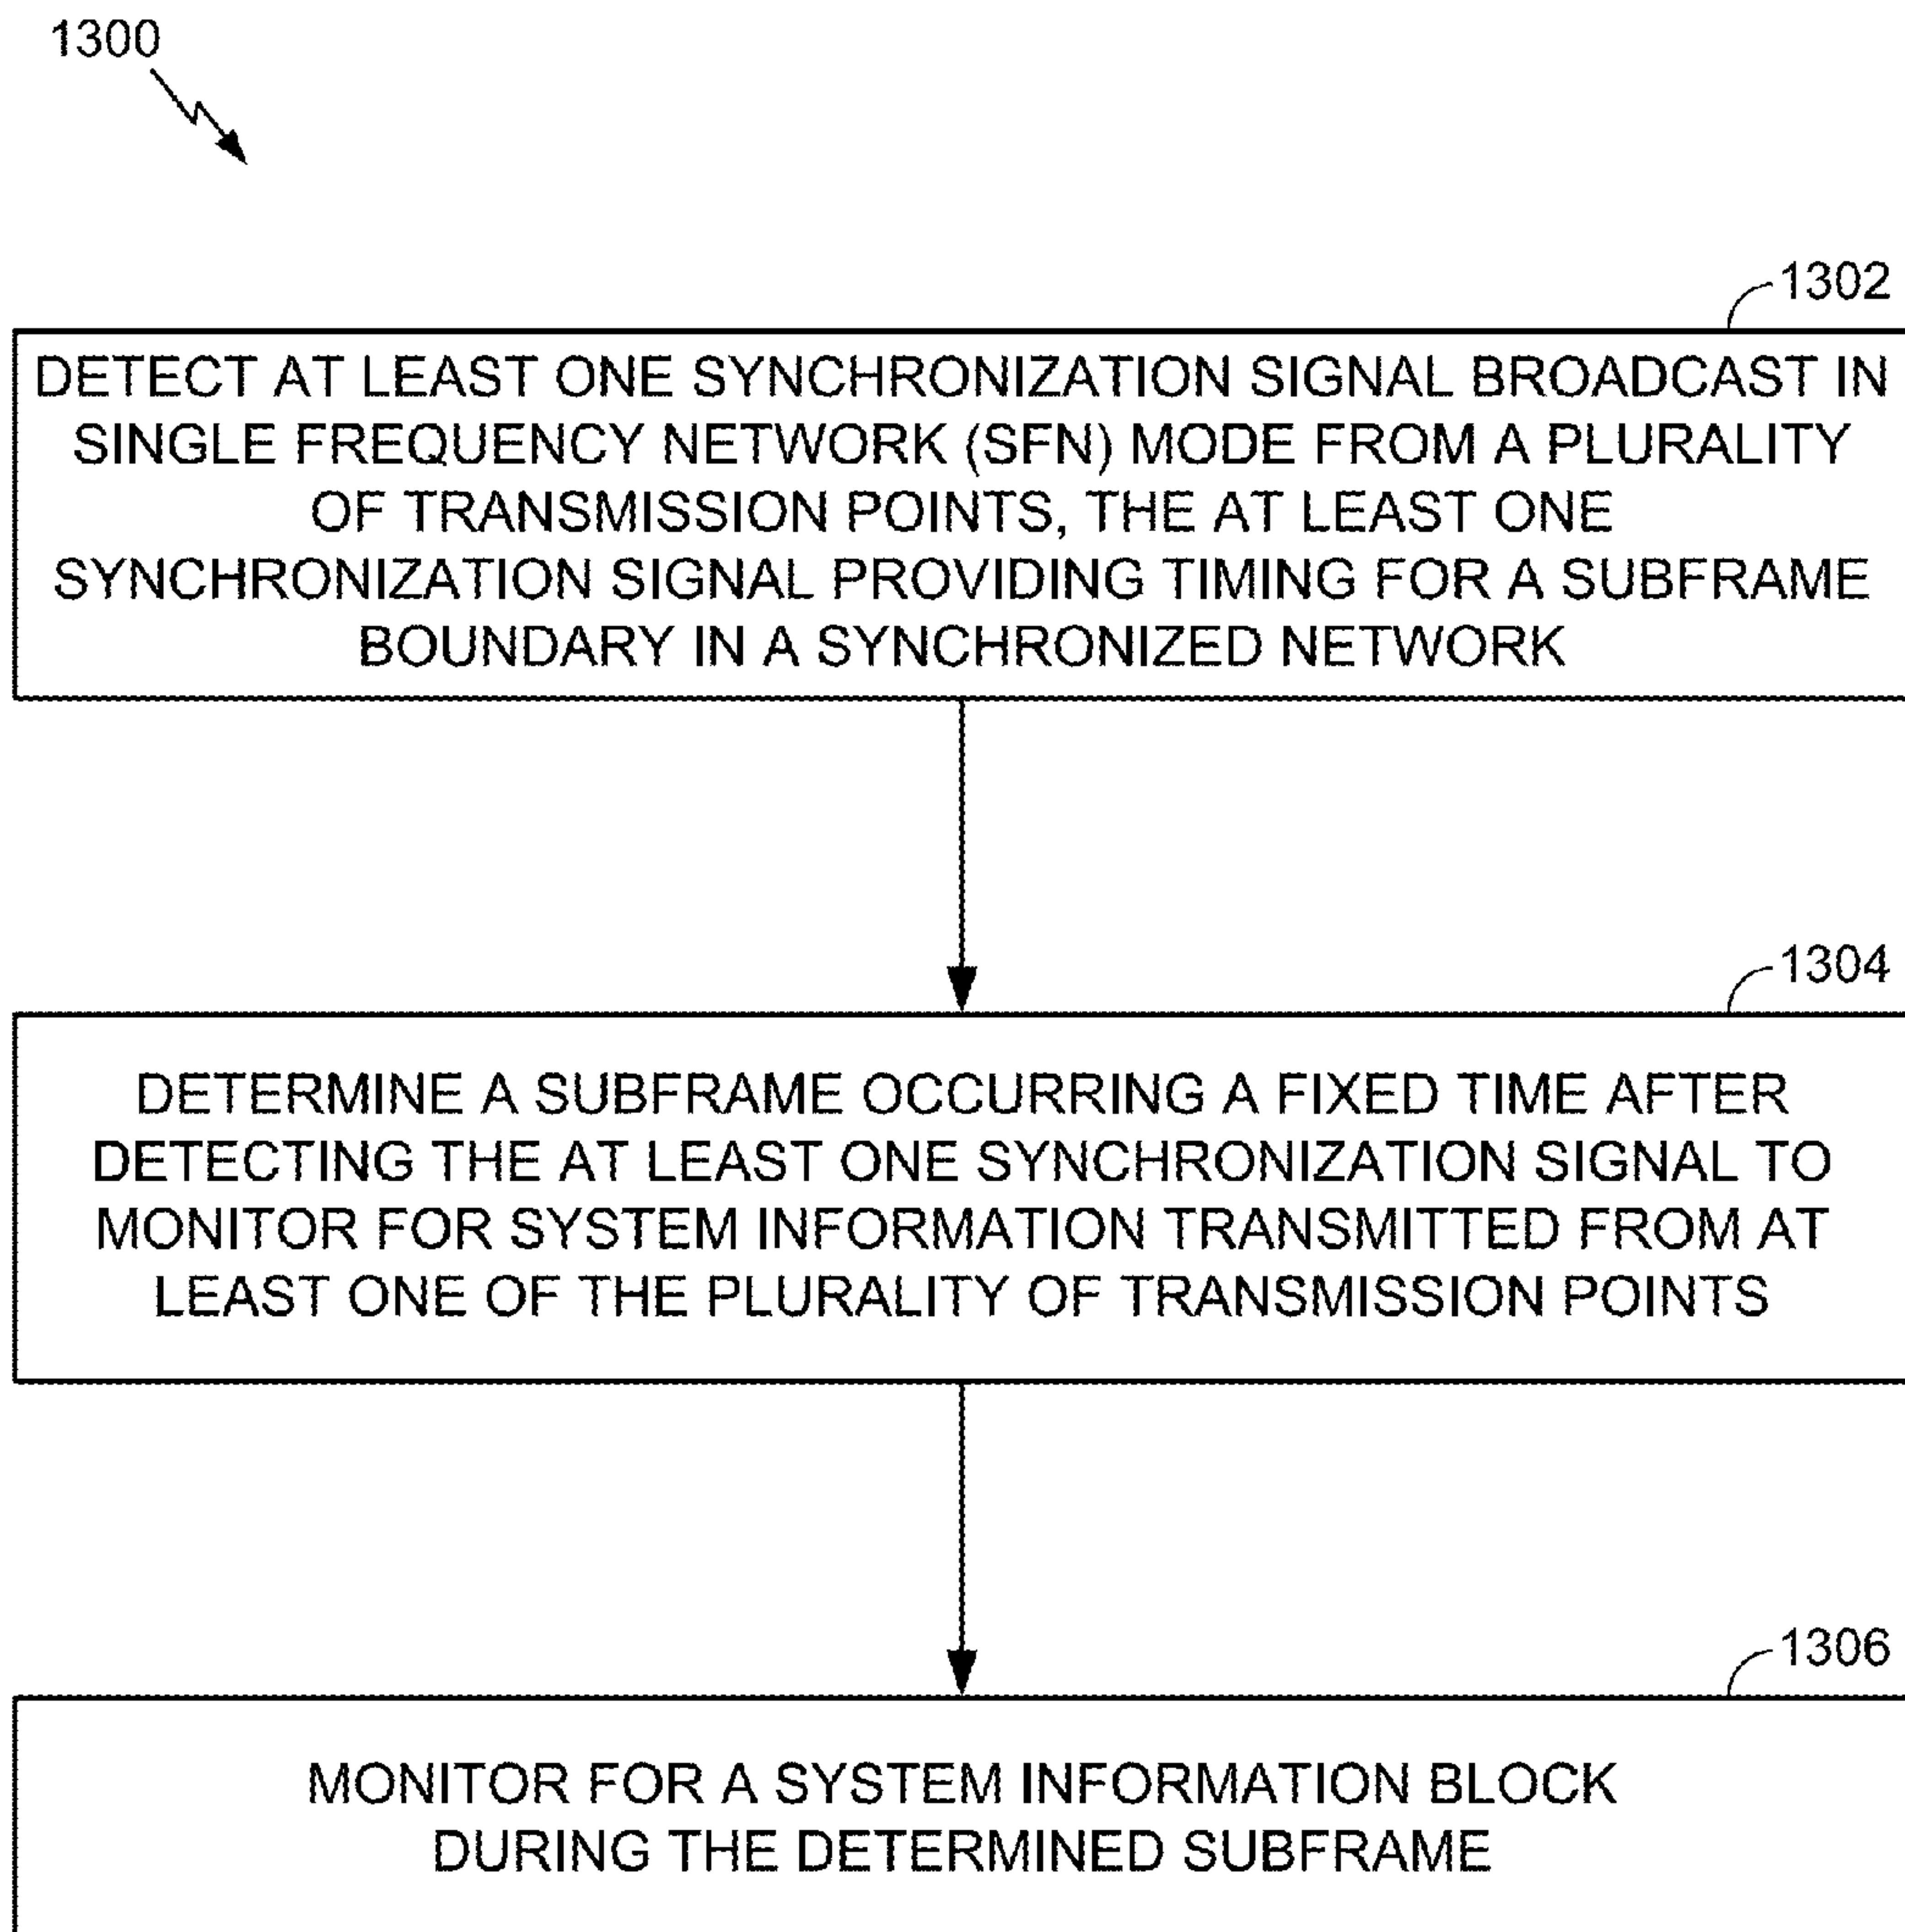 1300
1302
DETECT AT LEAST ONE SYNCHRONIZATION SIGNAL BROADCAST IN
SINGLE FREQUENCY NETWORK (SFN) MODE FROM A PLURALITY
OF TRANSMISSION POINTS, THE AT LEAST ONE
SYNCHRONIZATION SIGNAL PROVIDING TIMING FOR A SUBFRAME
BOUNDARY IN A SYNCHRONIZED NETWORK
1304
DETERMINE A SUBFRAME OCCURRING A FIXED TIME AFTER
DETECTING THE AT LEAST ONE SYNCHRONIZATION SIGNAL TO
MONITOR FOR SYSTEM INFORMATION TRANSMITTED FROM AT
LEAST ONE OF THE PLURALITY OF TRANSMISSION POINTS
1306
MONITOR FOR A SYSTEM INFORMATION BLOCK
DURING THE DETERMINED SUBFRAME